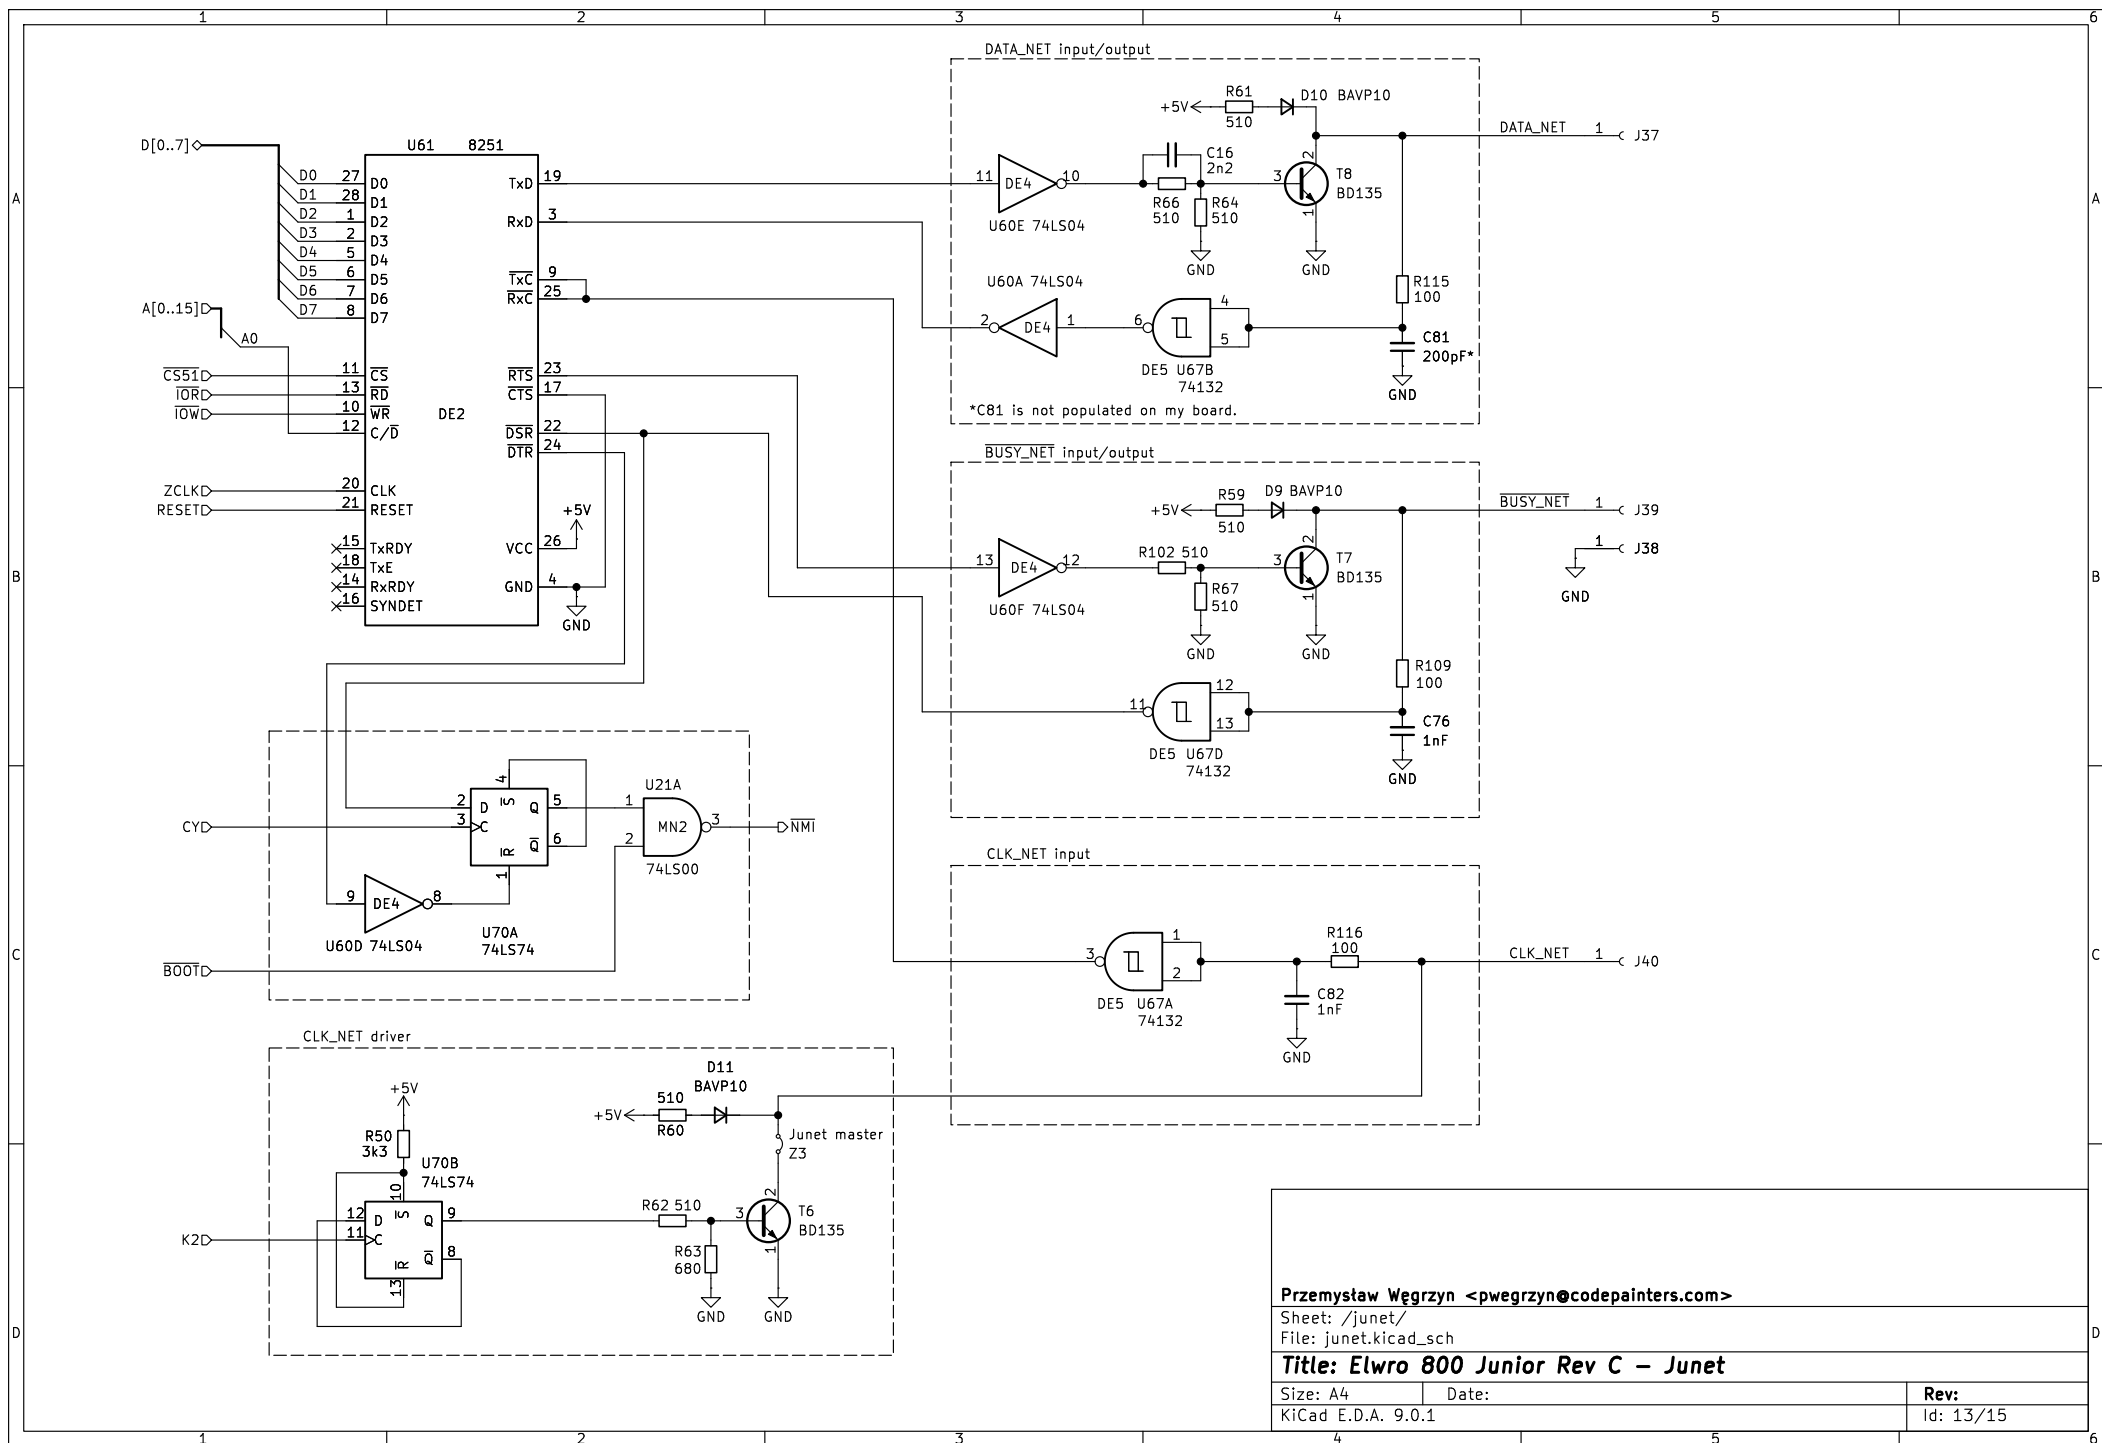 1 2 3 4 5 6
A
B
C
D
A
B
C
D
1 2 3 4 5 6
D[0..7]
D0
D1
D2
D3
D4
D5
D6
D7
A[0..15]
A0
CS51
IOR
IOW
ZCLK
RESET
U61 8251
DE2
27 D0
28 D1
1 D2
2 D3
5 D4
6 D5
7 D6
8 D7
11 CS
13 RD
10 WR
12 C/D
20 CLK
21 RESET
15 TxRDY
18 TxE
14 RxRDY
16 SYNDET
TxD 19
RxD 3
TxC 9
RxC 25
RTS 23
CTS 17
DSR 22
DTR 24
VCC 26
GND 4
+5V
GND
DATA_NET input/output
+5V
R61
510
D10 BAVP10
DATA_NET 1 J37
11 DE4 10
U60E 74LS04
C16
2n2
R66
510
R64
510
GND
3
2
1
T8
BD135
GND
U60A 74LS04
2 DE4 1
6
4
5
DE5 U67B
74132
R115
100
C81
200pF*
GND
*C81 is not populated on my board.
BUSY_NET input/output
+5V
R59
510
D9 BAVP10
BUSY_NET 1 J39
1 J38
GND
13 DE4 12
U60F 74LS04
R102 510
R67
510
GND
3
2
1
T7
BD135
GND
11
12
13
DE5 U67D
74132
R109
100
C76
1nF
GND
CY
BOOT
2 D
3 C
4 S
1 R
Q 5
Q 6
U70A
74LS74
9 DE4 8
U60D 74LS04
U21A
1
2
MN2
3
74LS00
NMI
CLK_NET input
3
1
2
DE5 U67A
74132
R116
100
C82
1nF
GND
CLK_NET 1 J40
CLK_NET driver
+5V
R50
3k3
U70B
74LS74
K2
12 D
11 C
10 S
13 R
Q 9
Q 8
+5V
510
R60
D11
BAVP10
Junet master
Z3
R62 510
R63
680
GND
3
2
1
T6
BD135
GND
Przemysław Węgrzyn <pwegrzyn@codepainters.com>
Sheet: /junet/
File: junet.kicad_sch
Title: Elwro 800 Junior Rev C – Junet
Size: A4 Date: Rev:
KiCad E.D.A. 9.0.1 Id: 13/15